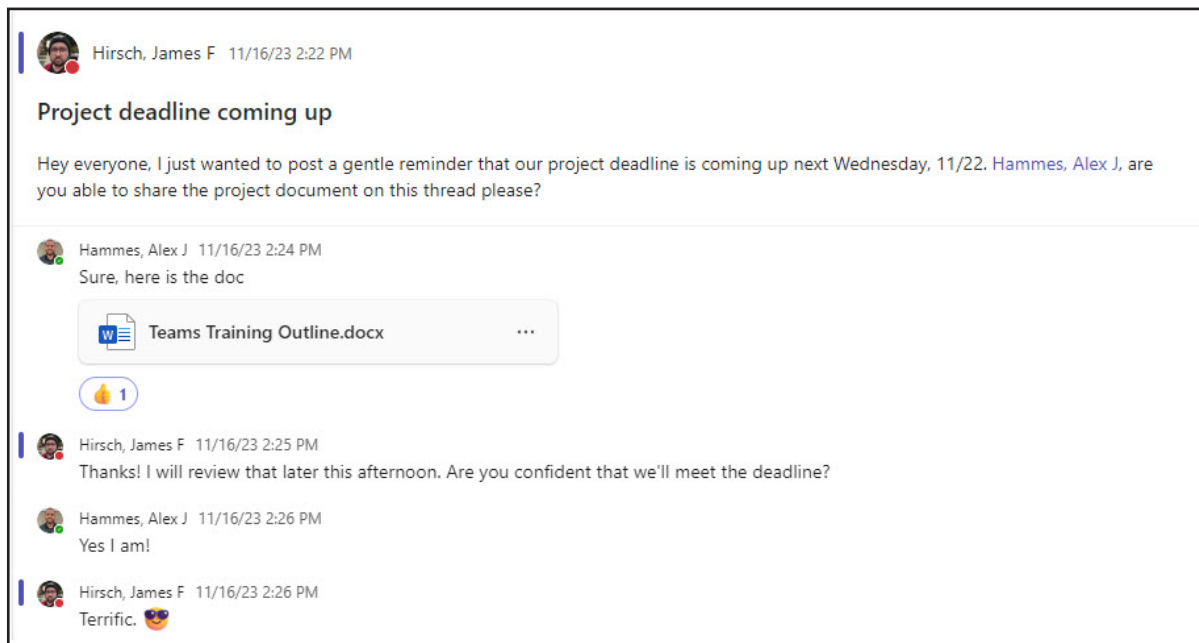 Hirsch, James F 11/16/23 2:22 PM
Project deadline coming up
Hey everyone, I just wanted to post a gentle reminder that our project deadline is coming up next Wednesday, 11/22. Hammes, Alex J, are
you able to share the project document on this thread please?
Hammes, Alex J 11/16/23 2:24 PM
Sure, here is the doc
W Teams Training Outline.docx ...
👍 1
Hirsch, James F 11/16/23 2:25 PM
Thanks! I will review that later this afternoon. Are you confident that we'll meet the deadline?
Hammes, Alex J 11/16/23 2:26 PM
Yes I am!
Hirsch, James F 11/16/23 2:26 PM
Terrific. 😎